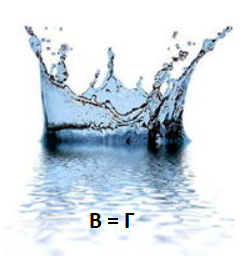 В = Г